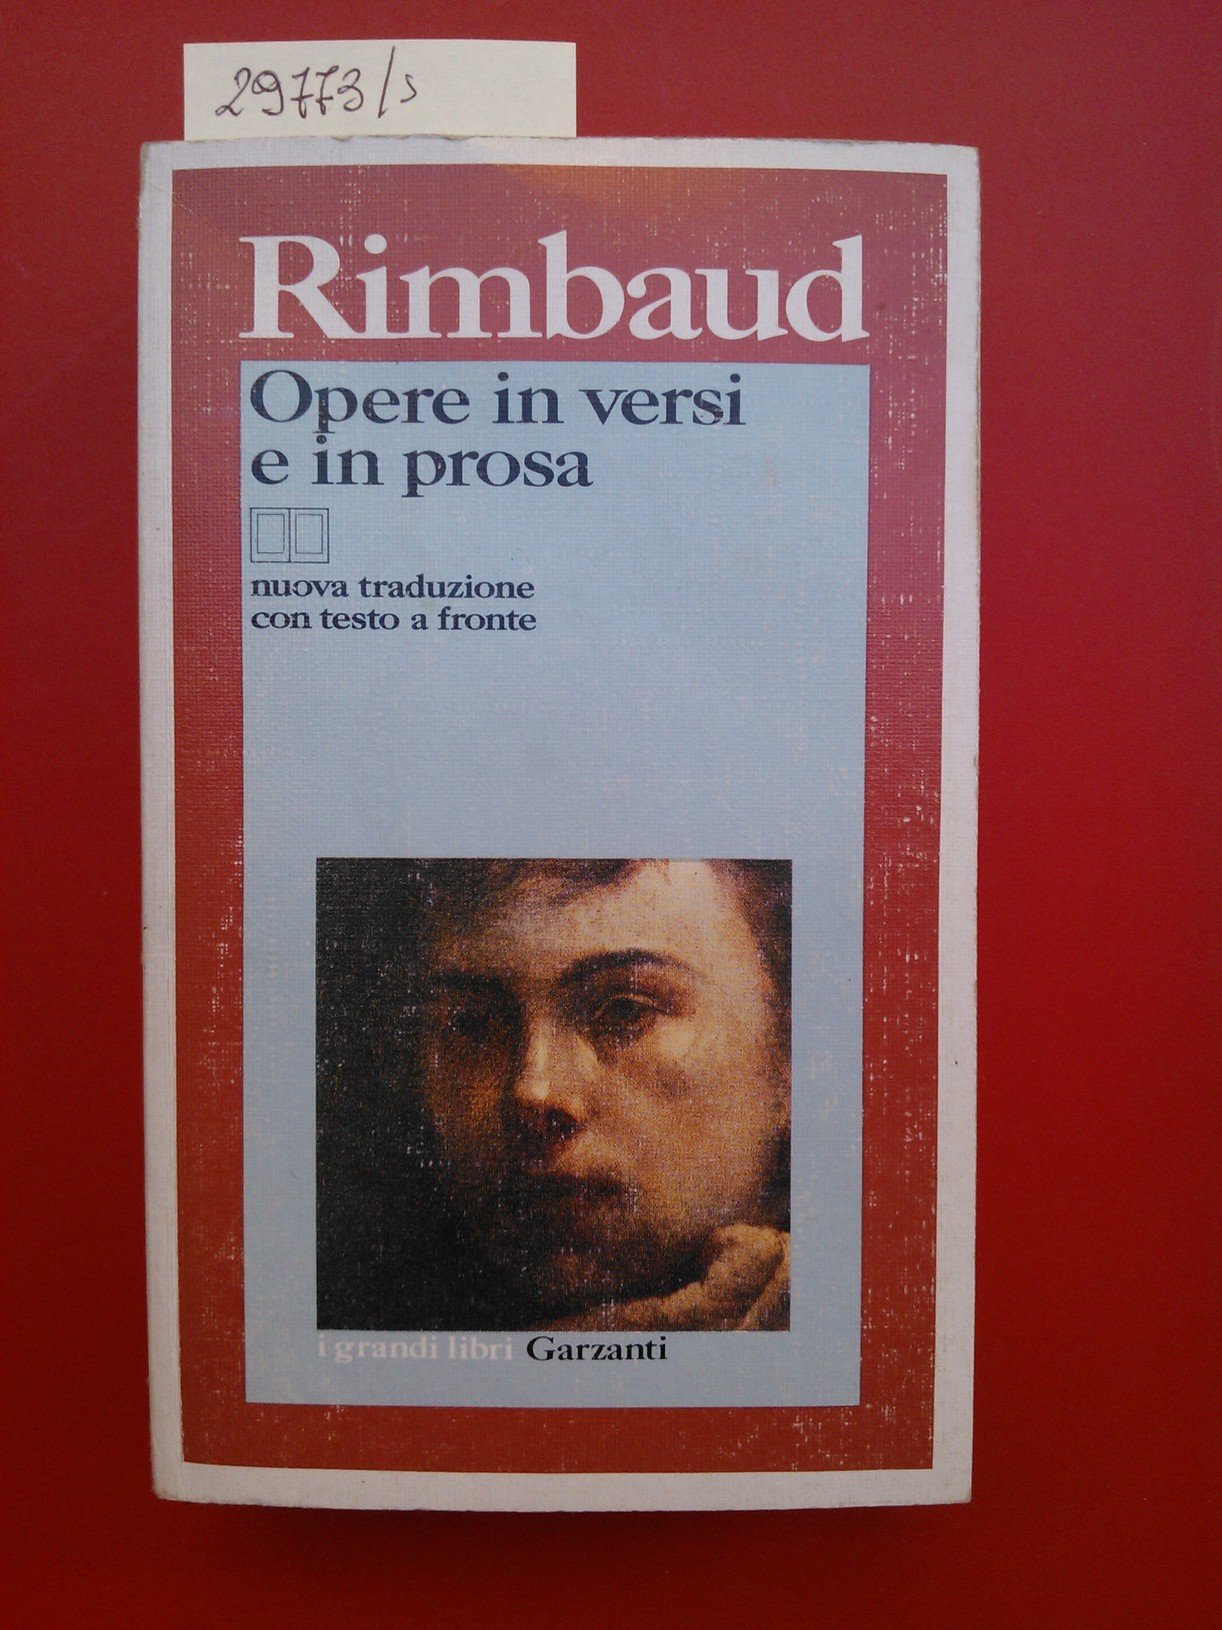 29773/s
Rimbaud
Opere in versi
e in prosa
nuova traduzione
con testo a fronte
i grandi libri Garzanti